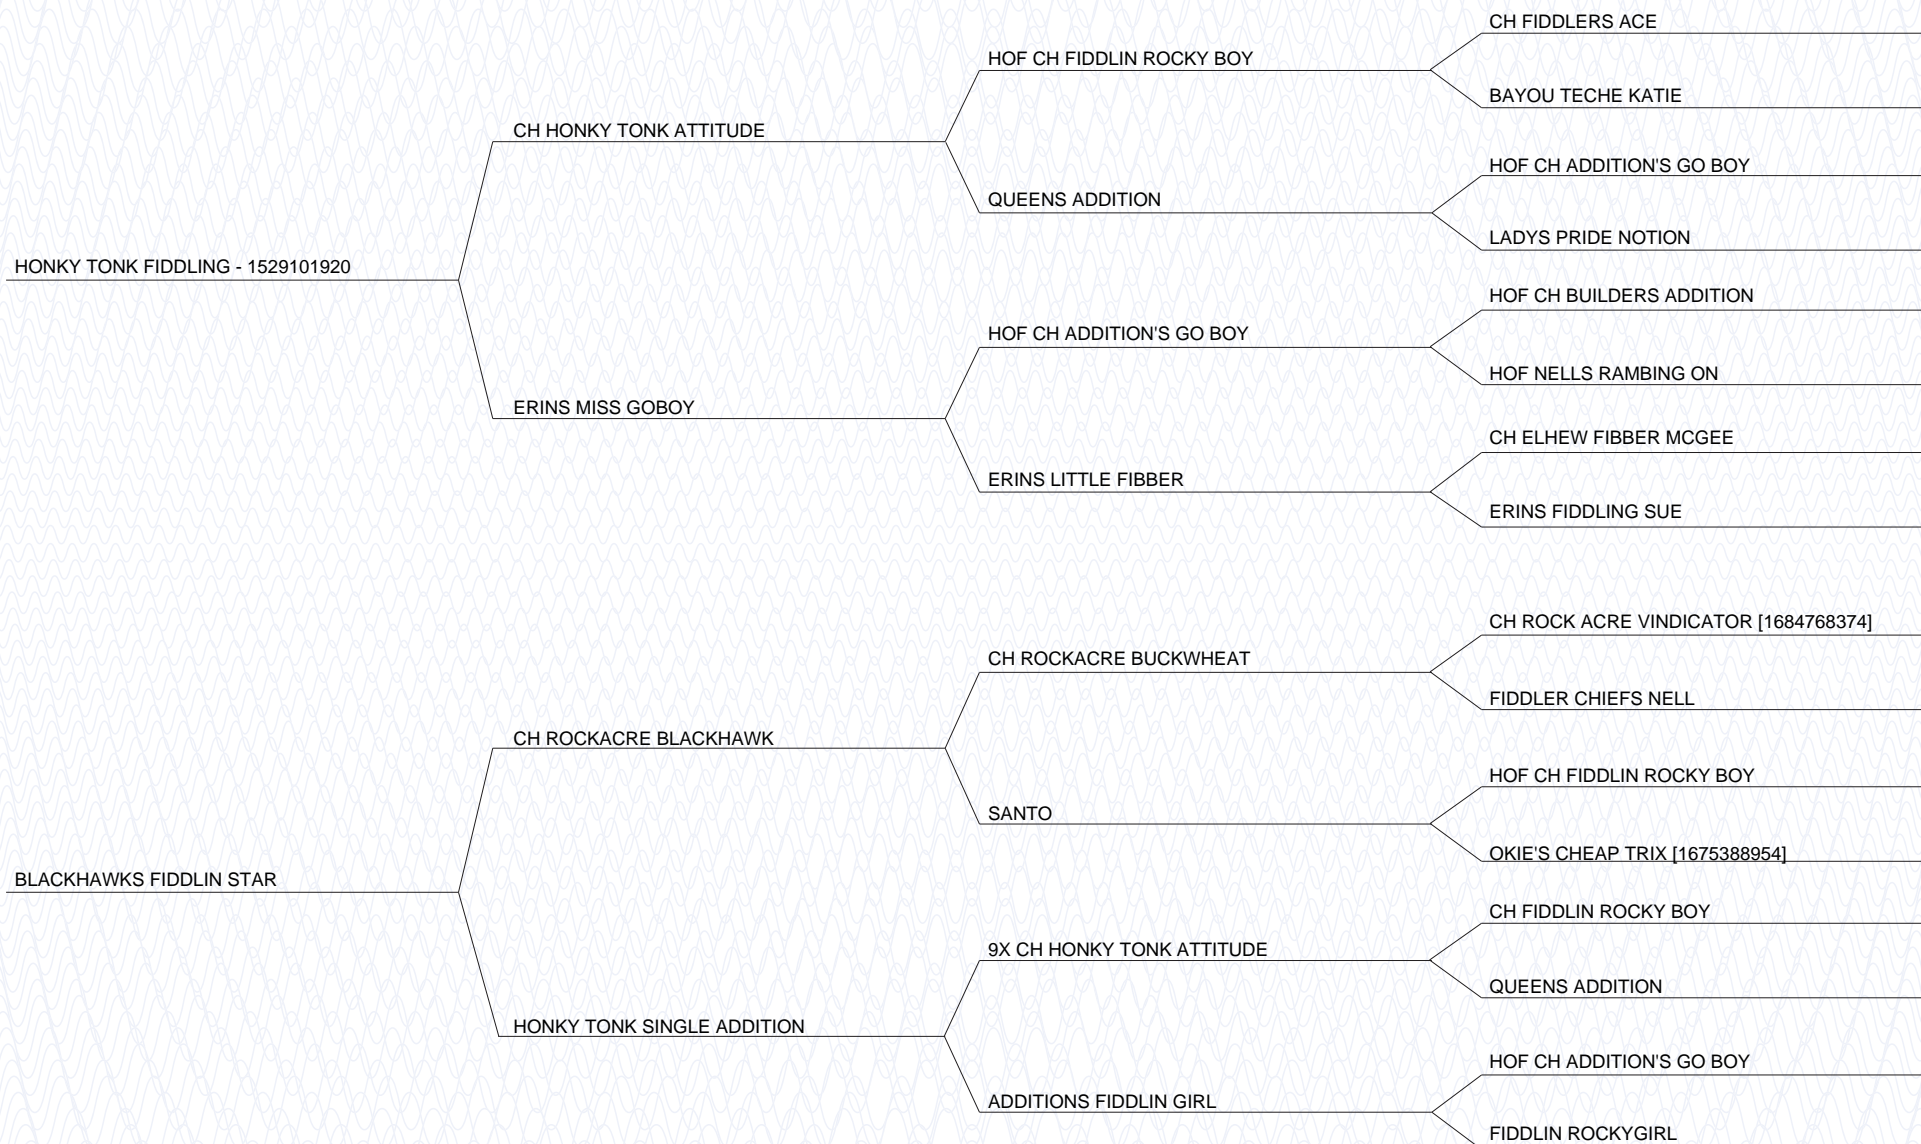 CH FIDDLERS ACE
HOF CH FIDDLIN ROCKY BOY
BAYOU TECHE KATIE
CH HONKY TONK ATTITUDE
HOF CH ADDITION'S GO BOY
QUEENS ADDITION
LADYS PRIDE NOTION
HONKY TONK FIDDLING - 1529101920
HOF CH BUILDERS ADDITION
HOF CH ADDITION'S GO BOY
HOF NELLS RAMBING ON
ERINS MISS GOBOY
CH ELHEW FIBBER MCGEE
ERINS LITTLE FIBBER
ERINS FIDDLING SUE
CH ROCK ACRE VINDICATOR [1684768374]
CH ROCKACRE BUCKWHEAT
FIDDLER CHIEFS NELL
CH ROCKACRE BLACKHAWK
HOF CH FIDDLIN ROCKY BOY
SANTO
OKIE'S CHEAP TRIX [1675388954]
BLACKHAWKS FIDDLIN STAR
CH FIDDLIN ROCKY BOY
9X CH HONKY TONK ATTITUDE
QUEENS ADDITION
HONKY TONK SINGLE ADDITION
HOF CH ADDITION'S GO BOY
ADDITIONS FIDDLIN GIRL
FIDDLIN ROCKYGIRL